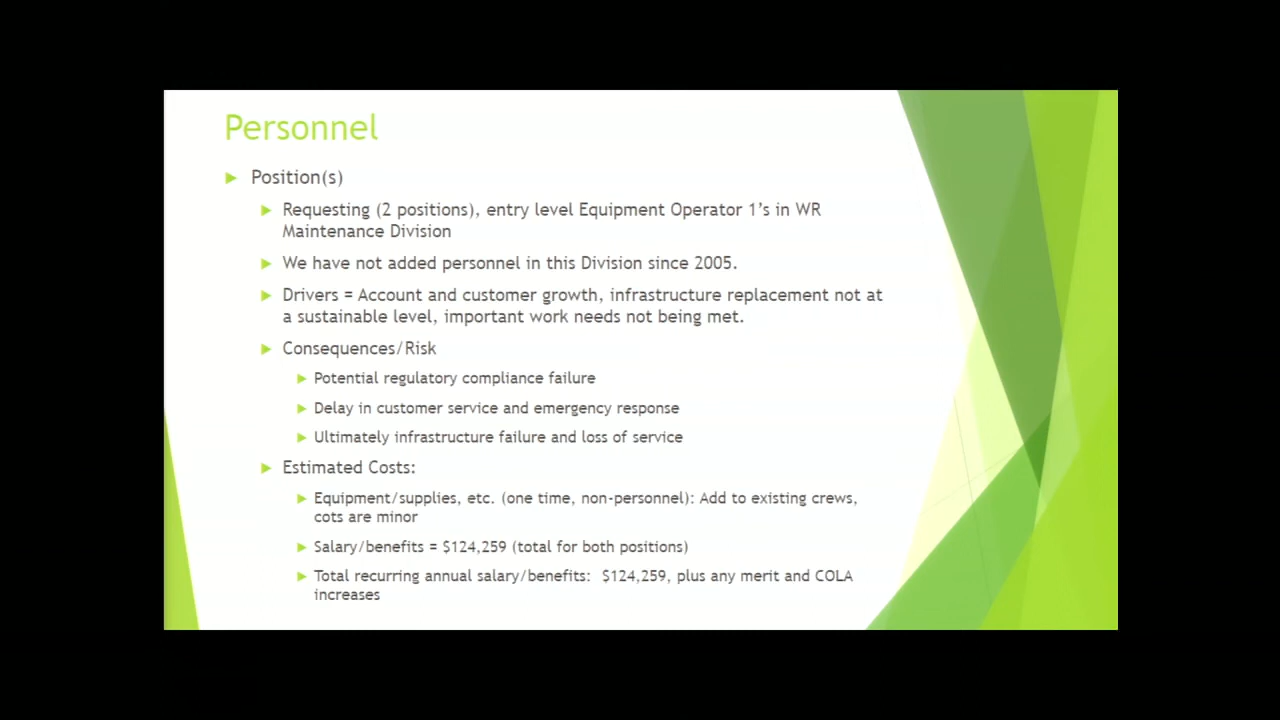 Personnel
Position(s)
Requesting (2 positions), entry level Equipment Operator 1’s in WR
Maintenance Division
We have not added personnel in this Division since 2005.
Drivers = Account and customer growth, infrastructure replacement not at
a sustainable level, important work needs not being met.
Consequences/Risk
Potential regulatory compliance failure
Delay in customer service and emergency response
Ultimately infrastructure failure and loss of service
Estimated Costs:
Equipment/supplies, etc. (one time, non-personnel): Add to existing crews,
cots are minor
Salary/benefits = $124,259 (total for both positions)
Total recurring annual salary/benefits:  $124,259, plus any merit and COLA
increases